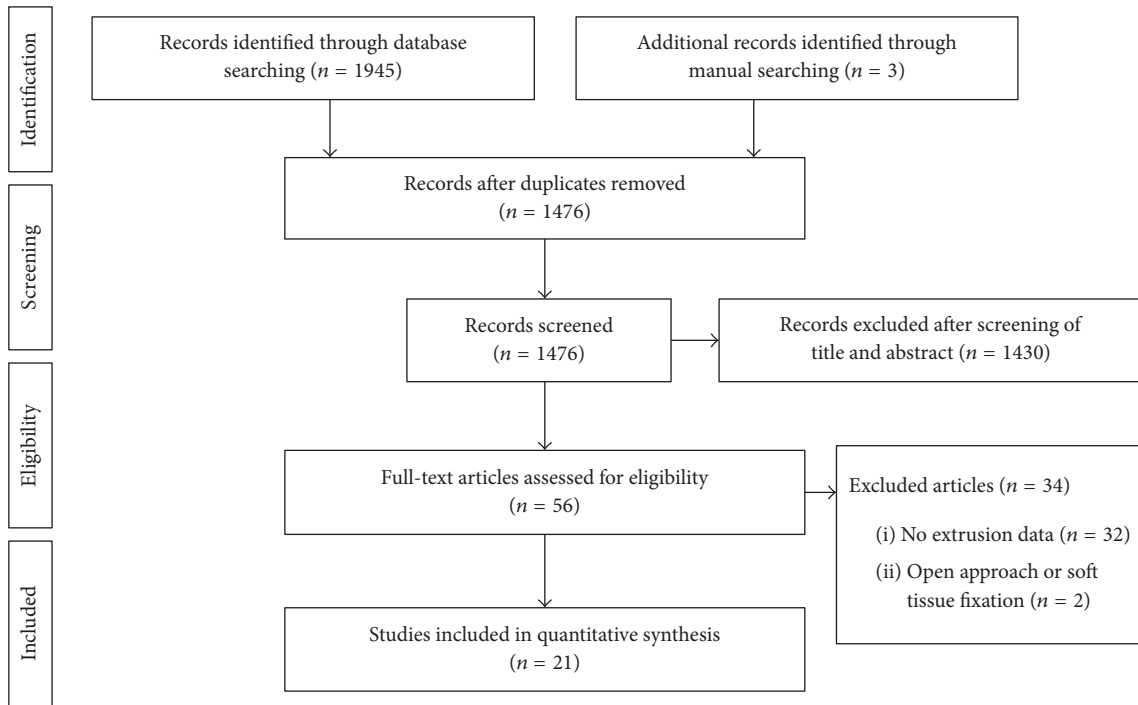 Identification
Records identified through database
searching (n = 1945)
Additional records identified through
manual searching (n = 3)
Screening
Records after duplicates removed
(n = 1476)
Records screened
(n = 1476)
Records excluded after screening of
title and abstract (n = 1430)
Eligibility
Full-text articles assessed for eligibility
(n = 56)
Excluded articles (n = 34)
(i) No extrusion data (n = 32)
(ii) Open approach or soft
tissue fixation (n = 2)
Included
Studies included in quantitative synthesis
(n = 21)